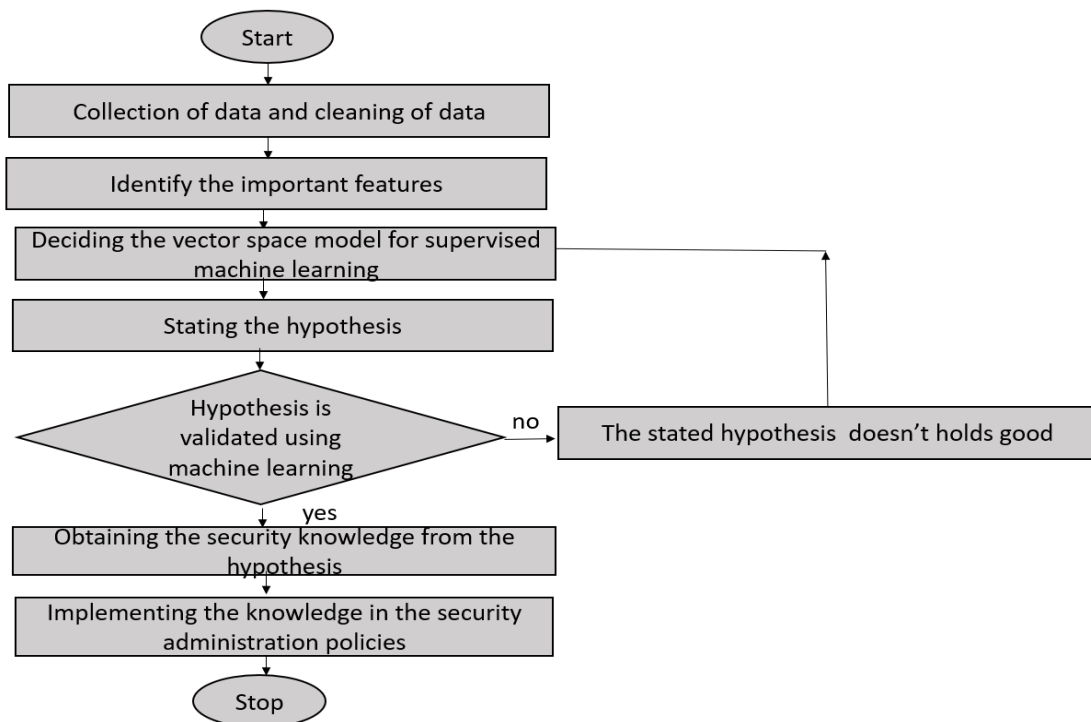 Start
Collection of data and cleaning of data
Identify the important features
Deciding the vector space model for supervised
machine learning
Stating the hypothesis
Hypothesis is
validated using
machine learning
no
The stated hypothesis doesn't holds good
yes
Obtaining the security knowledge from the
hypothesis
Implementing the knowledge in the security
administration policies
Stop